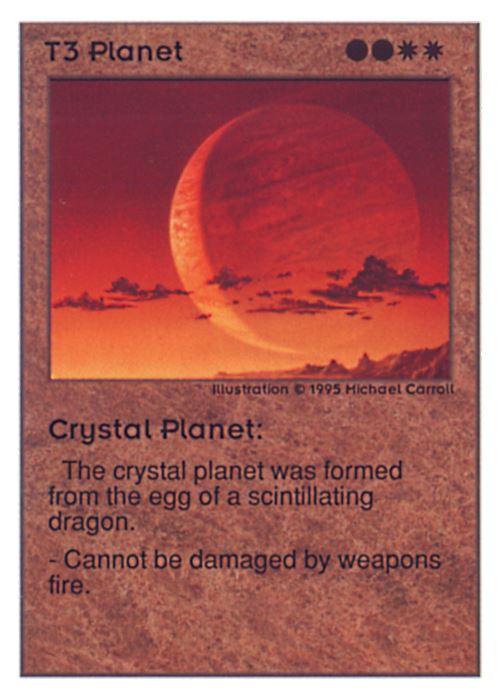 T3 Planet
Illustration © 1995 Michael Carroll
Crystal Planet:
The crystal planet was formed
from the egg of a scintillating
dragon.
- Cannot be damaged by weapons
fire.